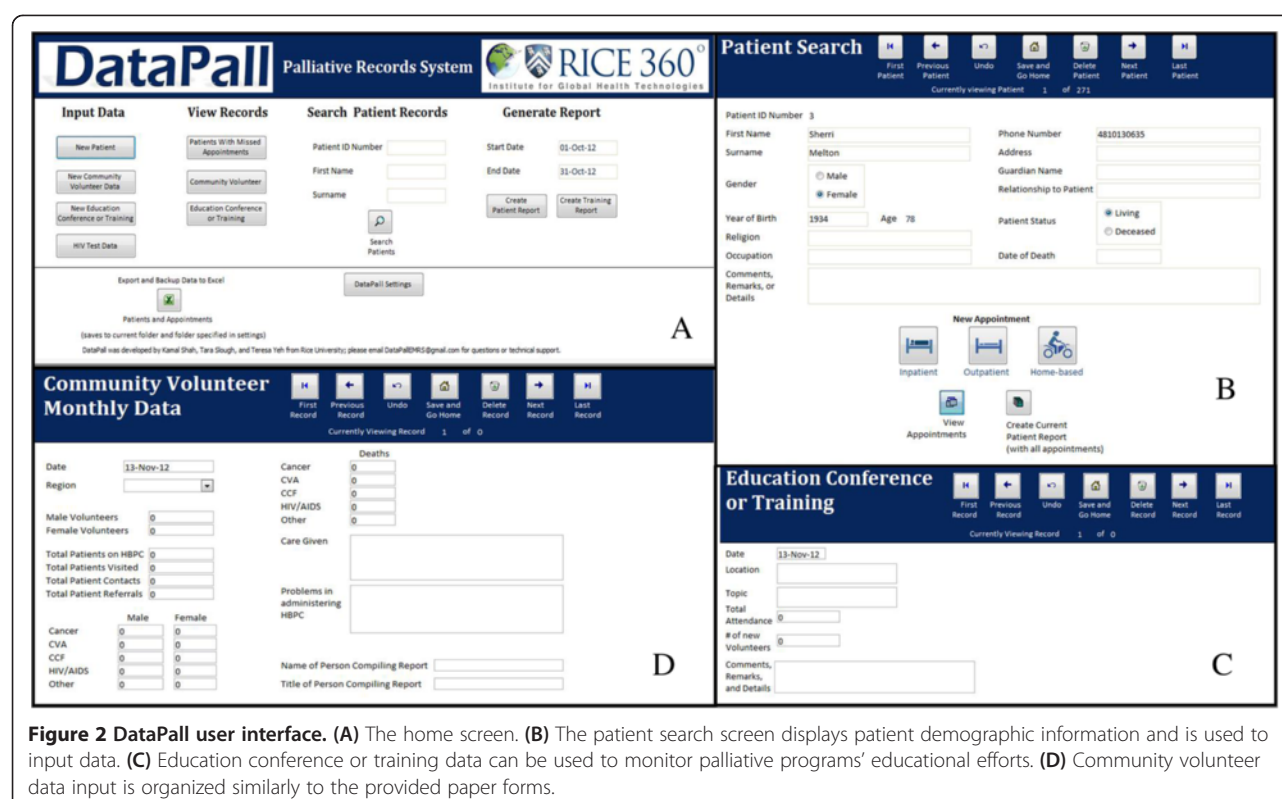 DataPall
Palliative Records System
RICE 360°
Institute for Global Health Technologies
Input Data
View Records
Search Patient Records
Generate Report
New Patient
Patients With Missed
Appointments
Patient ID Number
Start Date 01-Oct-12
New Community
Volunteer Data
Community Volunteer
First Name
End Date 31-Oct-12
New Education
Conference or Training
Education Conference
or Training
Surname
Create
Patient Report
Create Training
Report
HIV Test Data
Search
Patients
Export and Backup Data to Excel
DataPall Settings
Patients and Appointments
(saves to current folder and folder specified in settings)
A
DataPall was developed by Kamal Shah, Tara Slough, and Teresa Yeh from Rice University; please email DataPallEMRS@gmail.com for questions or technical support.
Patient Search
First
Patient
Previous
Patient
Undo
Save and
Go Home
Delete
Patient
Next
Patient
Last
Patient
Currently viewing Patient 1 of 271
Patient ID Number 3
First Name Sherri
Phone Number 4810130635
Surname Melton
Address
Gender
Male
Female
Guardian Name
Relationship to Patient
Year of Birth 1934 Age 78
Patient Status
Living
Deceased
Religion
Occupation
Date of Death
Comments,
Remarks, or
Details
New Appointment
Inpatient
Outpatient
Home-based
B
View
Appointments
Create Current
Patient Report
(with all appointments)
Community Volunteer
Monthly Data
First
Record
Previous
Record
Undo
Save and
Go Home
Delete
Record
Next
Record
Last
Record
Currently Viewing Record 1 of 0
Date 13-Nov-12
Region
Male Volunteers 0
Female Volunteers 0
Total Patients on HBPC 0
Total Patients Visited 0
Total Patient Contacts 0
Total Patient Referrals 0
Male Female
Cancer 0 0
CVA 0 0
CCF 0 0
HIV/AIDS 0 0
Other 0 0
Deaths
Cancer 0
CVA 0
CCF 0
HIV/AIDS 0
Other 0
Care Given
Problems in
administering
HBPC
Name of Person Compiling Report
Title of Person Compiling Report
D
Education Conference
or Training
First
Record
Previous
Record
Undo
Save and
Go Home
Delete
Record
Next
Record
Last
Record
Currently Viewing Record 1 of 0
Date 13-Nov-12
Location
Topic
Total
Attendance 0
# of new
Volunteers 0
Comments,
Remarks,
and Details
C
Figure 2 DataPall user interface. (A) The home screen. (B) The patient search screen displays patient demographic information and is used to
input data. (C) Education conference or training data can be used to monitor palliative programs' educational efforts. (D) Community volunteer
data input is organized similarly to the provided paper forms.